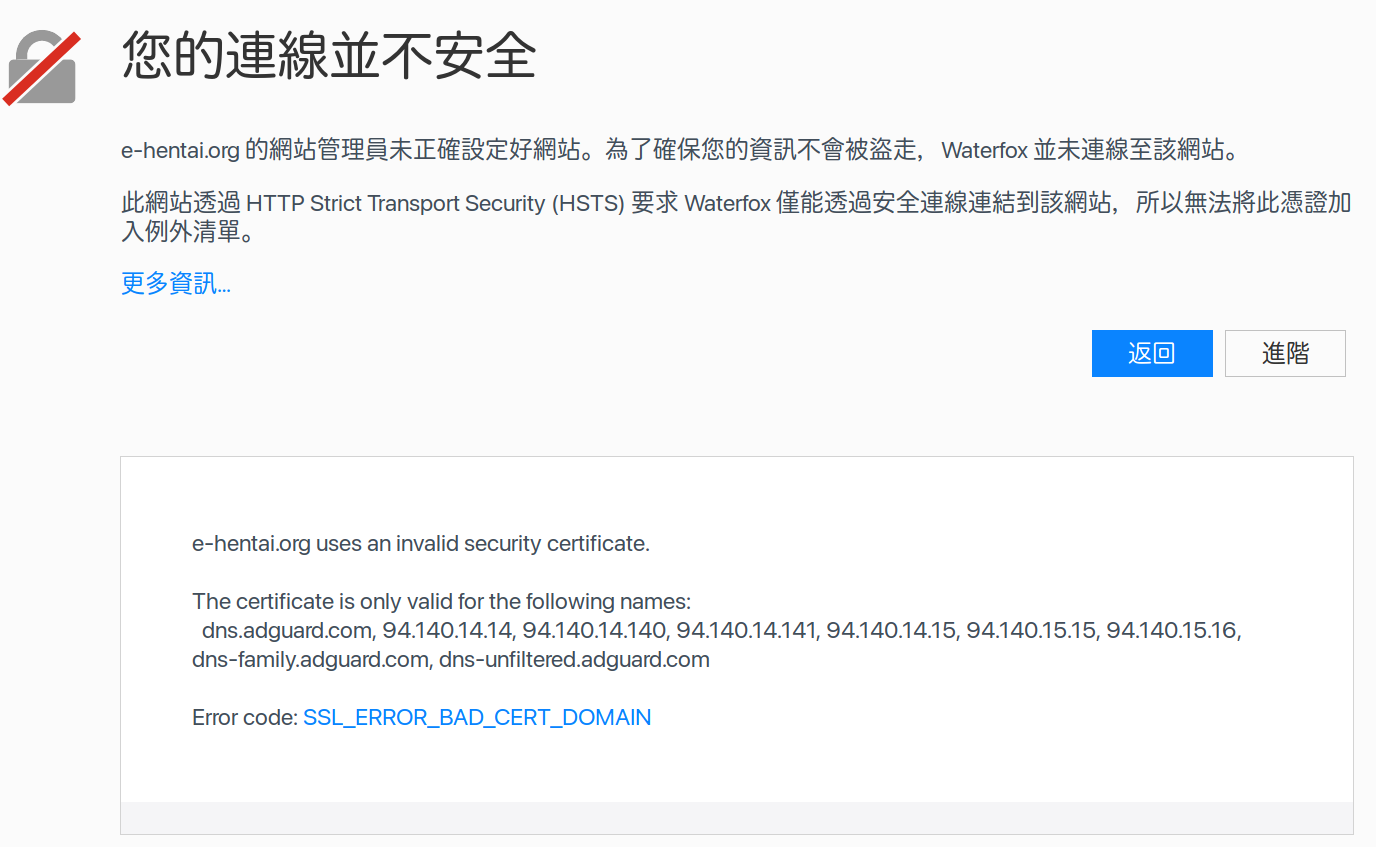 您的連線並不安全
e-hentai.org 的網站管理員未正確設定好網站。為了確保您的資訊不會被盜走，Waterfox 並未連線至該網站。
此網站透過 HTTP Strict Transport Security (HSTS) 要求 Waterfox 僅能透過安全連線連結到該網站，所以無法將此憑證加
入例外清單。
更多資訊...
返回
進階
e-hentai.org uses an invalid security certificate.
The certificate is only valid for the following names:
dns.adguard.com, 94.140.14.14, 94.140.14.140, 94.140.14.141, 94.140.14.15, 94.140.15.15, 94.140.15.16,
dns-family.adguard.com, dns-unfiltered.adguard.com
Error code: SSL_ERROR_BAD_CERT_DOMAIN